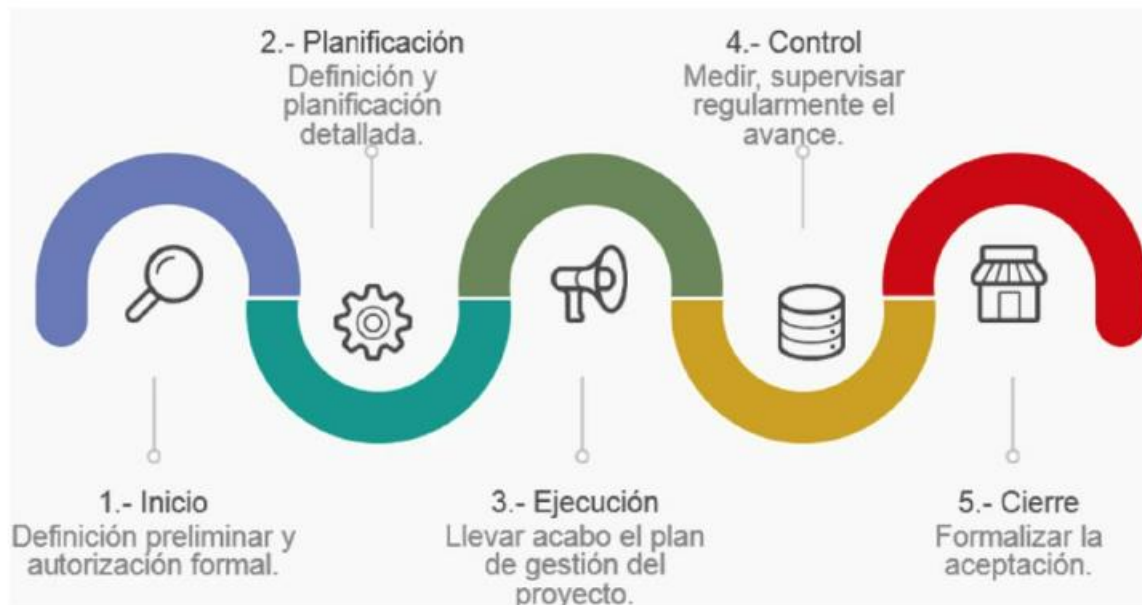 2.- Planificación
Definición y
planificación
detallada.
4.- Control
Medir, supervisar
regularmente el
avance.
1.- Inicio
Definición preliminar y
autorización formal.
3.- Ejecución
Llevar acabo el plan
de gestión del
proyecto.
5.- Cierre
Formalizar la
aceptación.